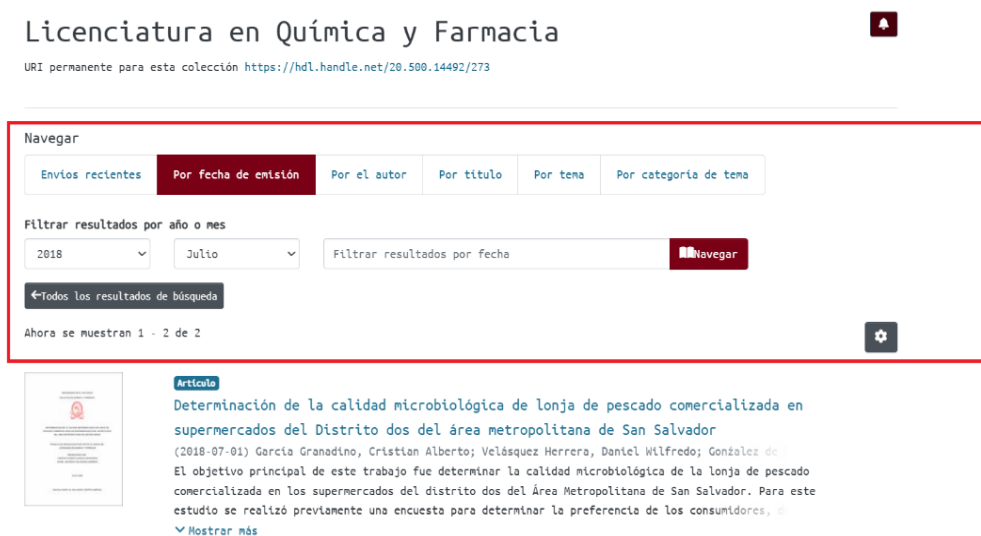 Licenciatura en Química y Farmacia
URI permanente para esta colección https://hdl.handle.net/20.500.14492/273
Navegar
Envíos recientes Por fecha de emisión Por el autor Por título Por tema Por categoría de tema
Filtrar resultados por año o mes
2018 Julio Filtrar resultados por fecha Navegar
Todos los resultados de búsqueda
Ahora se muestran 1 - 2 de 2
Artículo
Determinación de la calidad microbiológica de lonja de pescado comercializada en
supermercados del Distrito dos del área metropolitana de San Salvador
(2018-07-01) García Granadino, Cristian Alberto; Velásquez Herrera, Daniel Wilfredo; Gonźalez de
El objetivo principal de este trabajo fue determinar la calidad microbiológica de la lonja de pescado
comercializada en los supermercados del distrito dos del Área Metropolitana de San Salvador. Para este
estudio se realizó previamente una encuesta para determinar la preferencia de los consumidores,
Mostrar más